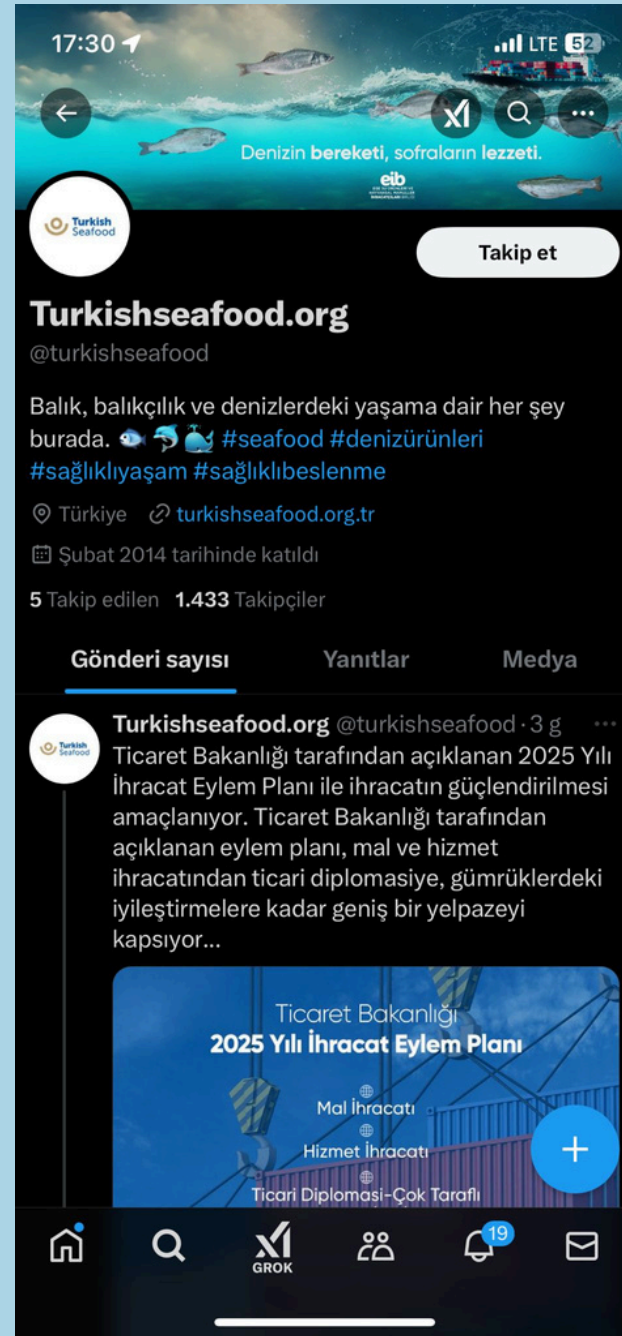 17:30
LTE 52
Denizin bereketi, sofraların lezzeti.
eib
Turkish
Seafood
Takip et
Turkishseafood.org
@turkishseafood
Balık, balıkçılık ve denizlerdeki yaşama dair her şey
burada. 🐟 🐬 🐳 #seafood #denizürünleri
#sağlıklıyaşam #sağlıklıbeslenme
Türkiye turkishseafood.org.tr
Şubat 2014 tarihinde katıldı
5 Takip edilen 1.433 Takipçiler
Gönderi sayısı Yanıtlar Medya
Turkish
Seafood
Turkishseafood.org @turkishseafood · 3 g
Ticaret Bakanlığı tarafından açıklanan 2025 Yılı
İhracat Eylem Planı ile ihracatın güçlendirilmesi
amaçlanıyor. Ticaret Bakanlığı tarafından
açıklanan eylem planı, mal ve hizmet
ihracatından ticari diplomasiye, gümrüklerdeki
iyileştirmelere kadar geniş bir yelpazeyi
kapsıyor...
Ticaret Bakanlığı
2025 Yılı İhracat Eylem Planı
Mal İhracatı
Hizmet İhracatı
Ticari Diplomasi-Çok Taraflı
19
GROK